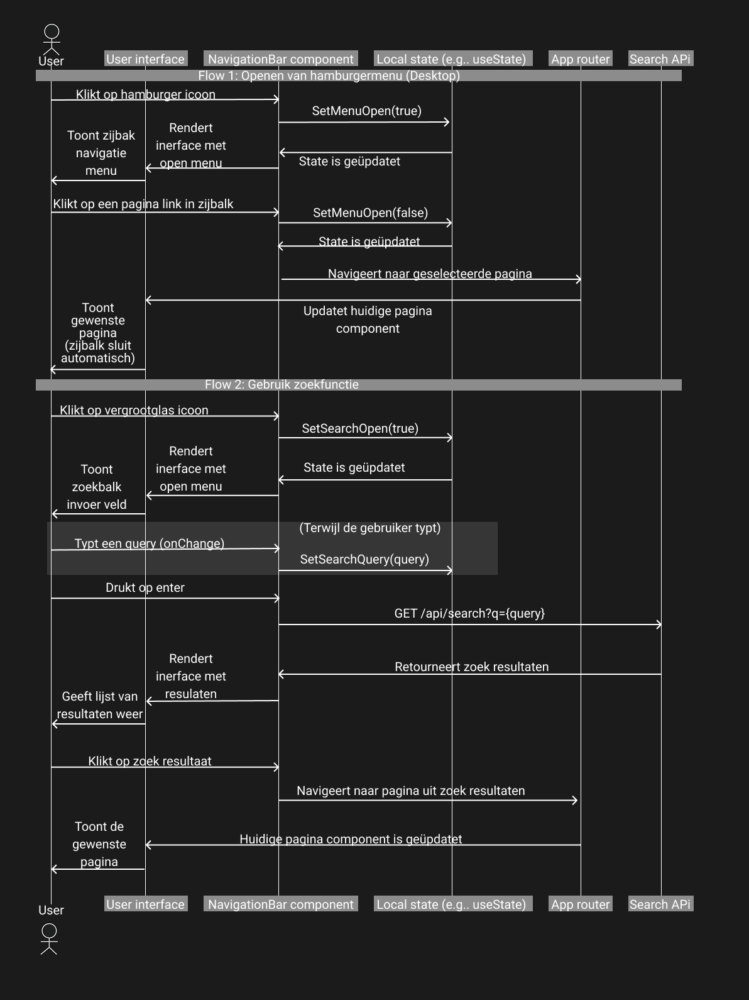 User
User interface
NavigationBar component
Local state (e.g.. useState)
App router
Search APi
Flow 1: Openen van hamburgermenu (Desktop)
Klikt op hamburger icoon
SetMenuOpen(true)
Rendert
inerface met
open menu
Toont zijbak
navigatie
menu
State is geüpdatet
Klikt op een pagina link in zijbalk
SetMenuOpen(false)
State is geüpdatet
Navigeert naar geselecteerde pagina
Updatet huidige pagina
component
Toont
gewenste
pagina
(zijbalk sluit
automatisch)
Flow 2: Gebruik zoekfunctie
Klikt op vergrootglas icoon
SetSearchOpen(true)
Rendert
inerface met
open menu
State is geüpdatet
Toont
zoekbalk
invoer veld
(Terwijl de gebruiker typt)
Typt een query (onChange)
SetSearchQuery(query)
Drukt op enter
GET /api/search?q={query}
Retourneert zoek resultaten
Rendert
inerface met
resulaten
Geeft lijst van
resultaten weer
Klikt op zoek resultaat
Navigeert naar pagina uit zoek resultaten
Huidige pagina component is geüpdatet
Toont de
gewenste
pagina
User
User interface
NavigationBar component
Local state (e.g.. useState)
App router
Search APi